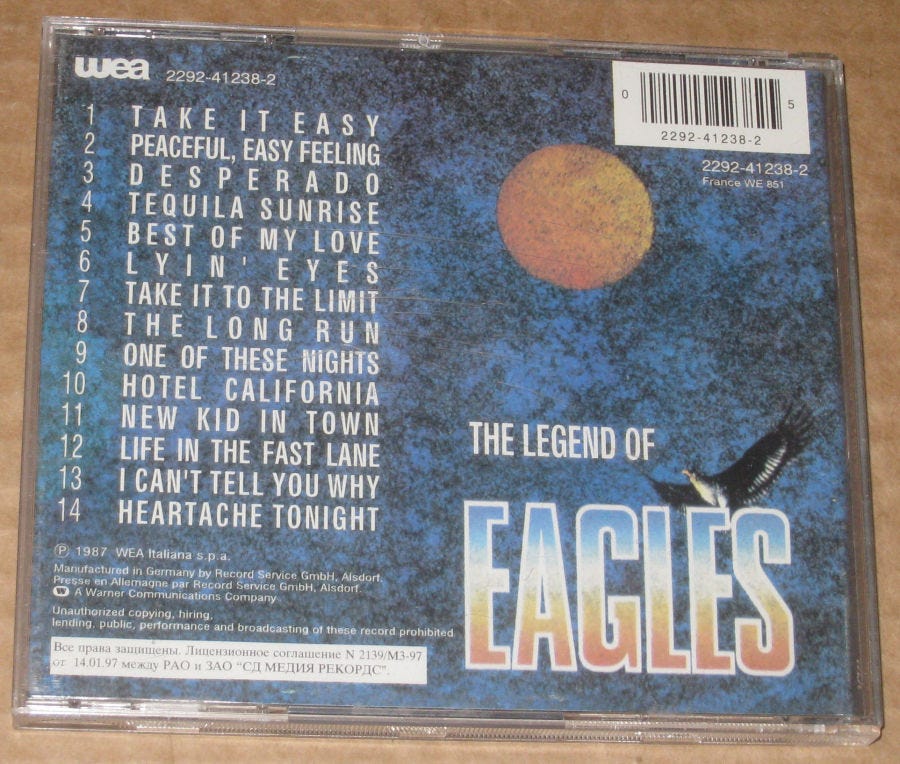 wea 2292-41238-2
1 TAKE IT EASY
2 PEACEFUL, EASY FEELING
3 DESPERADO
4 TEQUILA SUNRISE
5 BEST OF MY LOVE
6 LYIN' EYES
7 TAKE IT TO THE LIMIT
8 THE LONG RUN
9 ONE OF THESE NIGHTS
10 HOTEL CALIFORNIA
11 NEW KID IN TOWN
12 LIFE IN THE FAST LANE
13 I CAN'T TELL YOU WHY
14 HEARTACHE TONIGHT
℗ 1987 WEA Italiana s.p.a.
Manufactured in Germany by Record Service GmbH, Alsdorf.
Presse en Allemagne par Record Service GmbH, Alsdorf.
A Warner Communications Company
Unauthorized copying, hiring,
lending, public, performance and broadcasting of these record prohibited
Все права защищены. Лицензионное соглашение N 2139/МЗ-97
от 14.01.97 между РАО и ЗАО "СД МЕДИЯ РЕКОРДС".
0 5
2292-41238-2
2292-41238-2
France WE 851
THE LEGEND OF
EAGLES